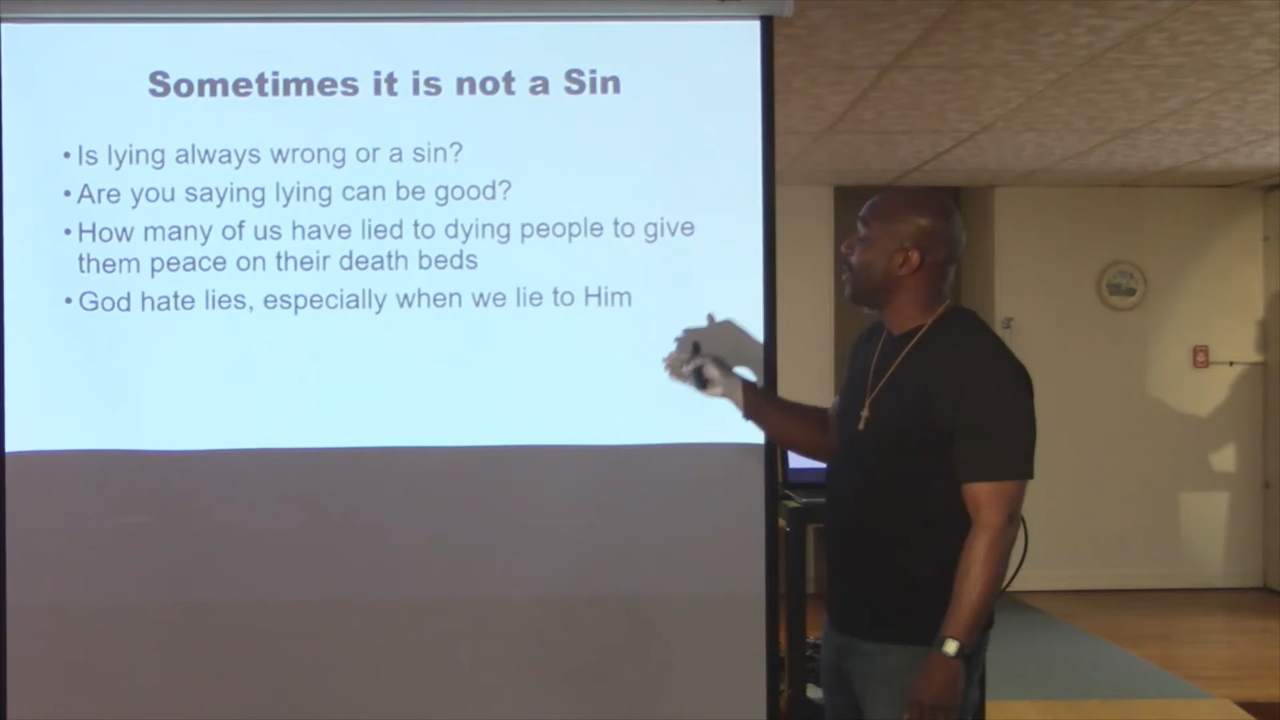 Sometimes it is not a Sin
• Is lying always wrong or a sin?
• Are you saying lying can be good?
• How many of us have lied to dying people to give
them peace on their death beds
• God hate lies, especially when we lie to Him